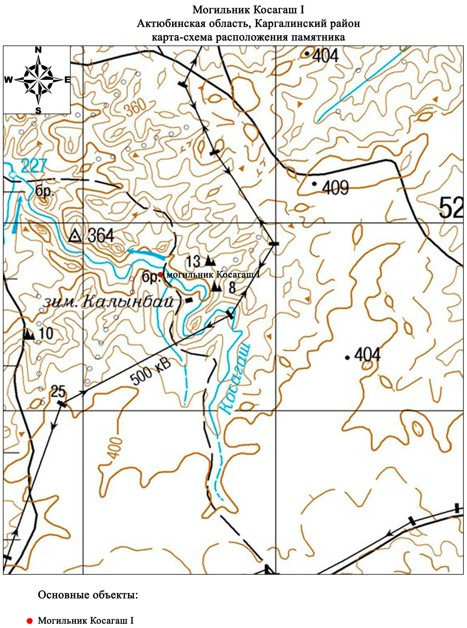 Могильник Косагаш I
Актюбинская область, Каргалинский район
карта-схема расположения памятника
N
W E
S
404
360
227
бр.
409
52
364
13
бр. могильник Косагаш I
8
зим. Калынбай
10
404
500 кВ
25
Косагаш
400
Основные объекты:
Могильник Косагаш I